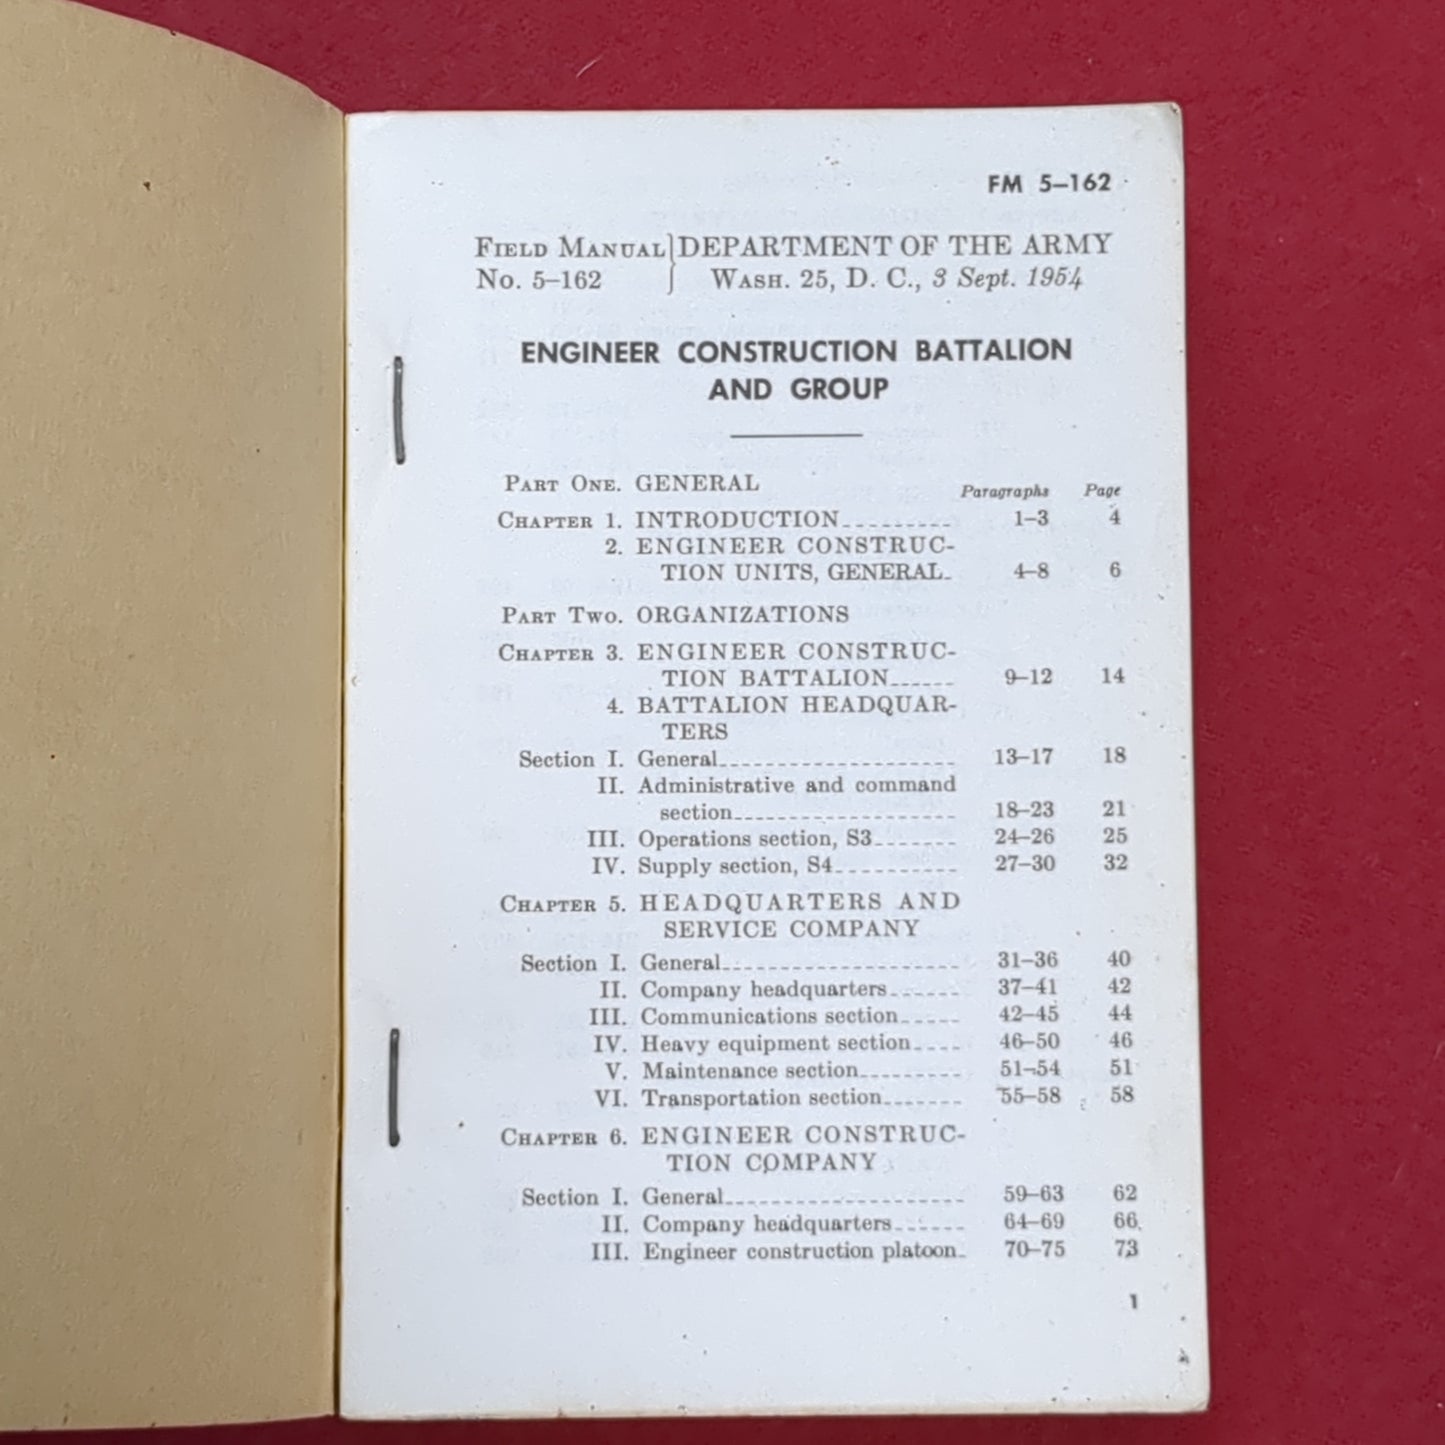 FM 5–162
FIELD MANUAL } DEPARTMENT OF THE ARMY
No. 5–162 } WASH. 25, D. C., 3 Sept. 1954
ENGINEER CONSTRUCTION BATTALION
AND GROUP
PART ONE. GENERAL Paragraphs Page
CHAPTER 1. INTRODUCTION 1–3 4
2. ENGINEER CONSTRUC-
TION UNITS, GENERAL 4–8 6
PART TWO. ORGANIZATIONS
CHAPTER 3. ENGINEER CONSTRUC-
TION BATTALION 9–12 14
4. BATTALION HEADQUAR-
TERS
Section I. General 13–17 18
II. Administrative and command
section 18–23 21
III. Operations section, S3 24–26 25
IV. Supply section, S4 27–30 32
CHAPTER 5. HEADQUARTERS AND
SERVICE COMPANY
Section I. General 31–36 40
II. Company headquarters 37–41 42
III. Communications section 42–45 44
IV. Heavy equipment section 46–50 46
V. Maintenance section 51–54 51
VI. Transportation section 55–58 58
CHAPTER 6. ENGINEER CONSTRUC-
TION COMPANY
Section I. General 59–63 62
II. Company headquarters 64–69 66
III. Engineer construction platoon 70–75 73
1